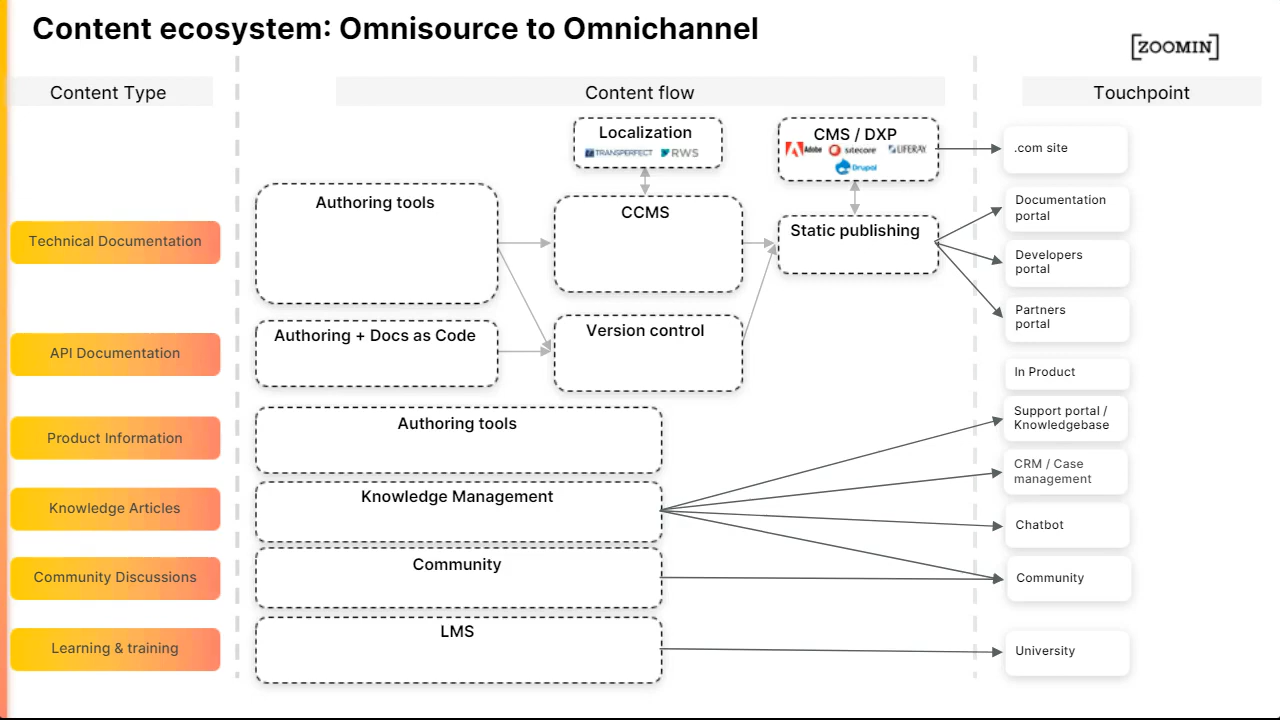 Content ecosystem: Omnisource to Omnichannel
[ZOOMIN]
Content Type
Content flow
Touchpoint
Localization
TRANSPERFECT
RWS
CMS / DXP
Adobe
sitecore
LIFERAY
Drupal
.com site
Authoring tools
CCMS
Static publishing
Documentation
portal
Technical Documentation
Developers
portal
Partners
portal
Authoring + Docs as Code
Version control
API Documentation
In Product
Authoring tools
Product Information
Support portal /
Knowledgebase
Knowledge Management
Knowledge Articles
CRM / Case
management
Chatbot
Community
Community Discussions
Community
LMS
Learning & training
University